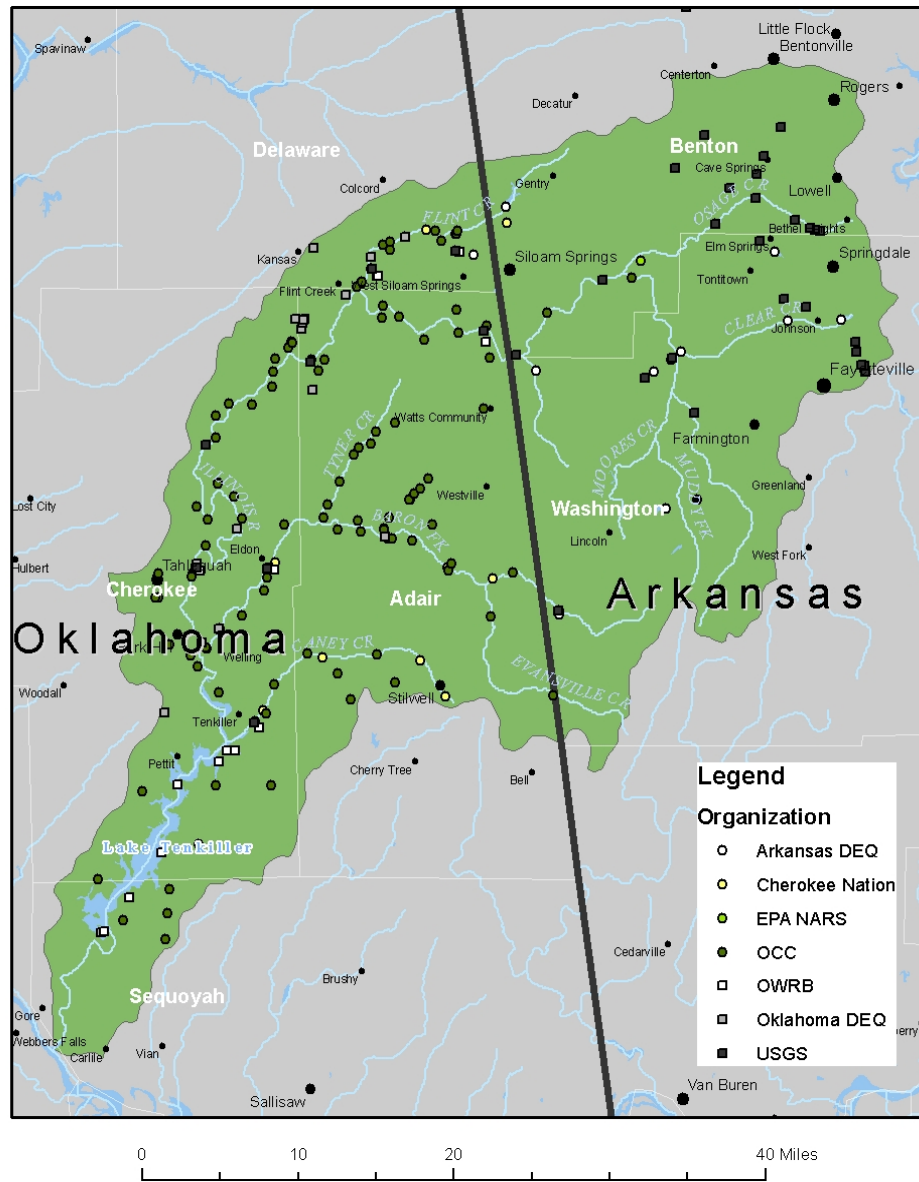 Little Flock
Bentonville
Spavinaw
Centerton
Rogers
Decatur
Delaware
Benton
Cave Springs
Gentry
Colcord
Lowell
FLINT CR
OSAGE CR
Bethel Heights
Elm Springs
Kansas
Siloam Springs
Springdale
Tontitown
Flint Creek
West Siloam Springs
Johnson
CLEAR CR
Fayetteville
TYNER CR
Watts Community
MOORES CR
Farmington
MUDDY FK
ILLINOIS R
Westville
Greenland
Lost City
Washington
BARON FK
Lincoln
Eldon
West Fork
Hulbert
Tahlequah
Cherokee
Adair
Arkansas
Oklahoma
CANEY CR
Welling
EVANSVILLE CR
Woodall
Stilwell
Tenkiller
Pettit
Cherry Tree
Bell
Legend
Organization
Arkansas DEQ
Lake Tenkiller
Cherokee Nation
EPA NARS
OCC
Cedarville
Brushy
OWRB
Sequoyah
Oklahoma DEQ
Gore
Webbers Falls
Carlile
Vian
USGS
Van Buren
Sallisaw
0 20 40 Miles